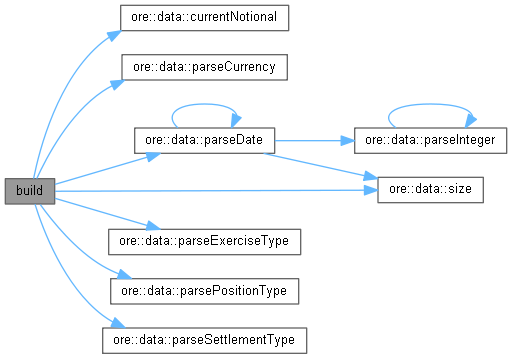 ore::data::currentNotional
ore::data::parseCurrency
ore::data::parseDate
ore::data::parseInteger
build
ore::data::size
ore::data::parseExerciseType
ore::data::parsePositionType
ore::data::parseSettlementType